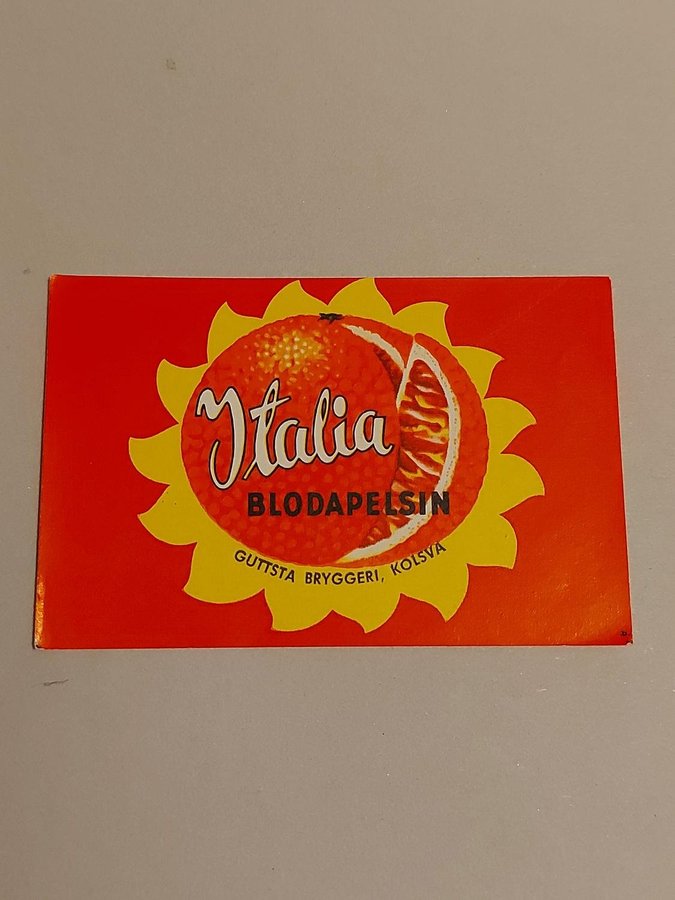 Italia
BLODAPELSIN
GUTTSTA BRYGGERI, KOLSVA